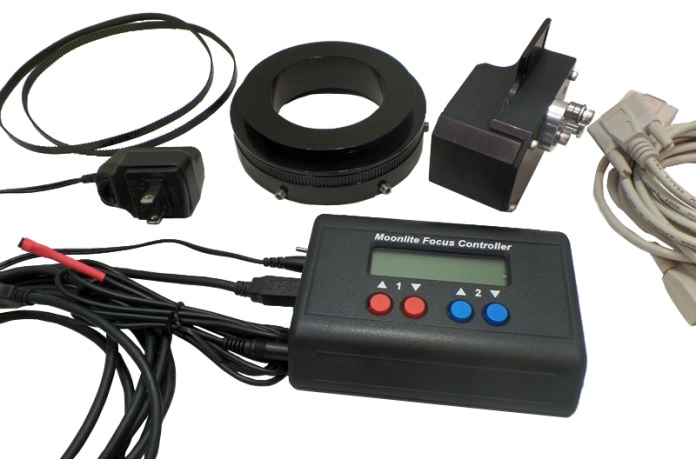 Moonlite Focus Controller
▲ 1 ▼ ▲ 2 ▼